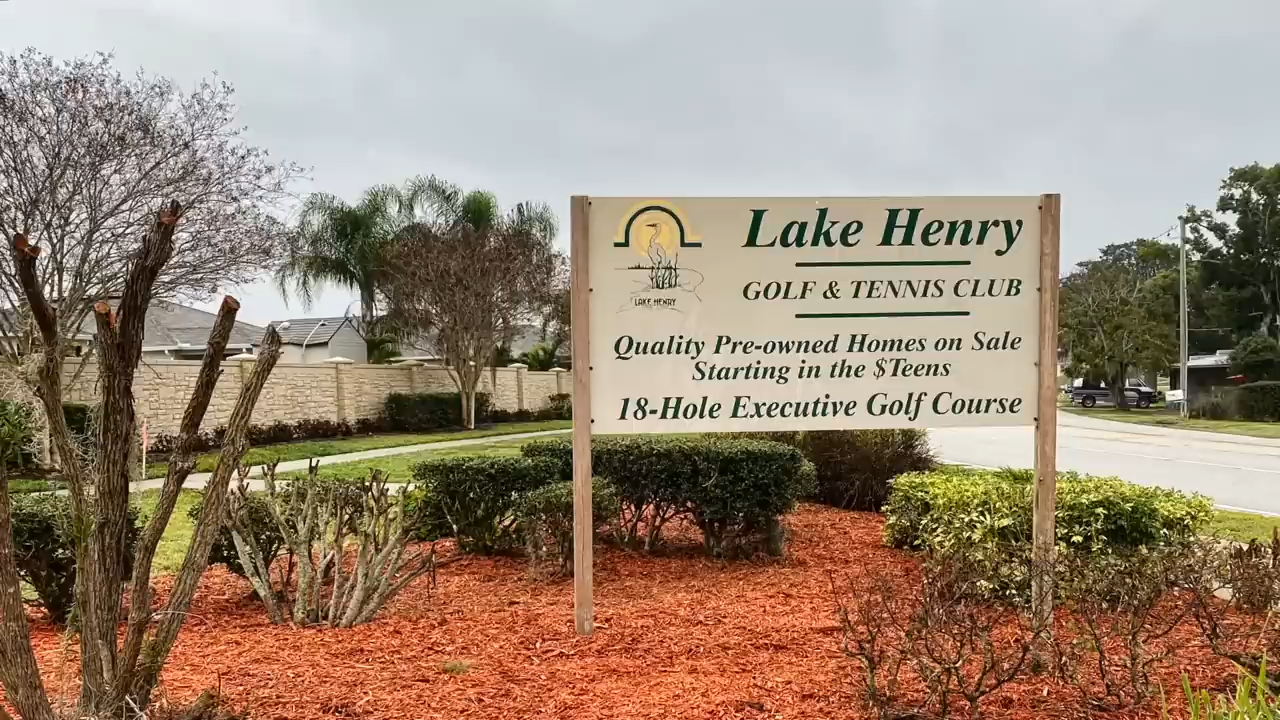 LAKE HENRY
Lake Henry
GOLF & TENNIS CLUB
Quality Pre-owned Homes on Sale
Starting in the $Teens
18-Hole Executive Golf Course